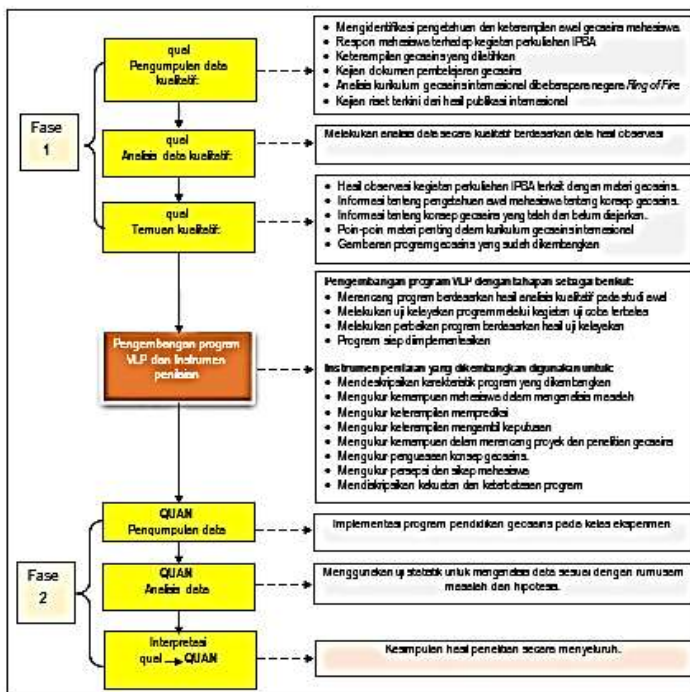 qual
Pengumpulan data
kualitatif:
• Mengidentifikasi pengetahuan dan keterampilan awal geosains mahasiswa.
• Respon mahasiswa terhadap kegiatan perkuliahan IPBA
• Keterampilan geosains yang dilatihkan
• Kajian dokumen pembelajaran geosains
• Analisis kurikulum geosains internasional dibeberapa negara Ring of Fire
• Kajian riset terkini dari hasil publikasi internasional
Fase
1
qual
Analisis data kualitatif:
Melakukan analisis data secara kualitatif berdasarkan data hasil observasi
qual
Temuan kualitatif:
• Hasil observasi kegiatan perkuliahan IPBA terkait dengan materi geosains.
• Informasi tentang pengetahuan awal mahasiswa tentang konsep geosains.
• Informasi tentang konsep geosains yang telah dan belum diajarkan.
• Poin-poin materi penting dalam kurikulum geosains internasional
• Gambaran program geosains yang sudah dikembangkan
Pengembangan program
VLP dan Instrumen
penilaian
Pengembangan program VLP dengan tahapan sebagai berikut:
• Merencang program berdasarkan hasil analisis kualitatif pada studi awal
• Melakukan uji kelayakan program melalui kegiatan uji coba terbatas
• Melakukan perbaikan program berdasarkan hasil uji kelayakan
• Program siap diimplementasikan
Instrumen penilaian yang dikembangkan digunakan untuk:
• Mendeskripsikan karakteristik program yang dikembangkan
• Mengukur kemampuan mahasiswa dalam menganalisis masalah
• Mengukur keterampilan memprediksi
• Mengukur keterampilan mengambil keputusan
• Mengukur kemampuan dalam merencang proyek dan penelitian geosains
• Mengukur penguasaan konsep geosains.
• Mengukur persepsi dan sikap mahasiswa
• Mendiskripsikan kekuatan dan keterbatasan program
QUAN
Pengumpulan data
Implementasi program pendidikan geosains pada kelas eksperimen
Fase
2
QUAN
Analisis data
Menggunakan uji statistik untuk menganalisis data sesuai dengan rumusam
masalah dan hipotesis.
Interpretasi
qual → QUAN
Kesimpulan hasil penelitian secara menyeluruh.